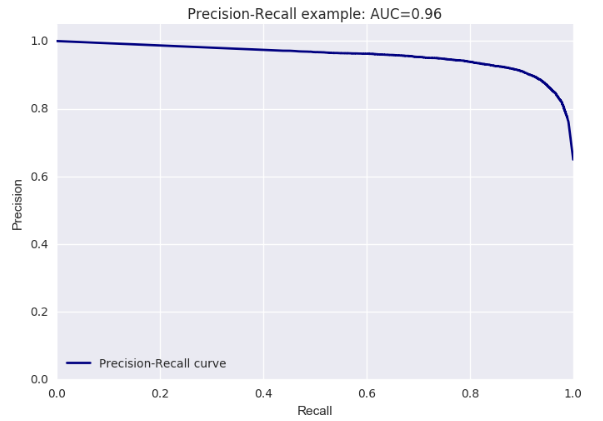 Precision-Recall example: AUC=0.96
1.0
0.8
0.6
0.4
0.2
0.0
Precision
Precision-Recall curve
0.0 0.2 0.4 0.6 0.8 1.0
Recall